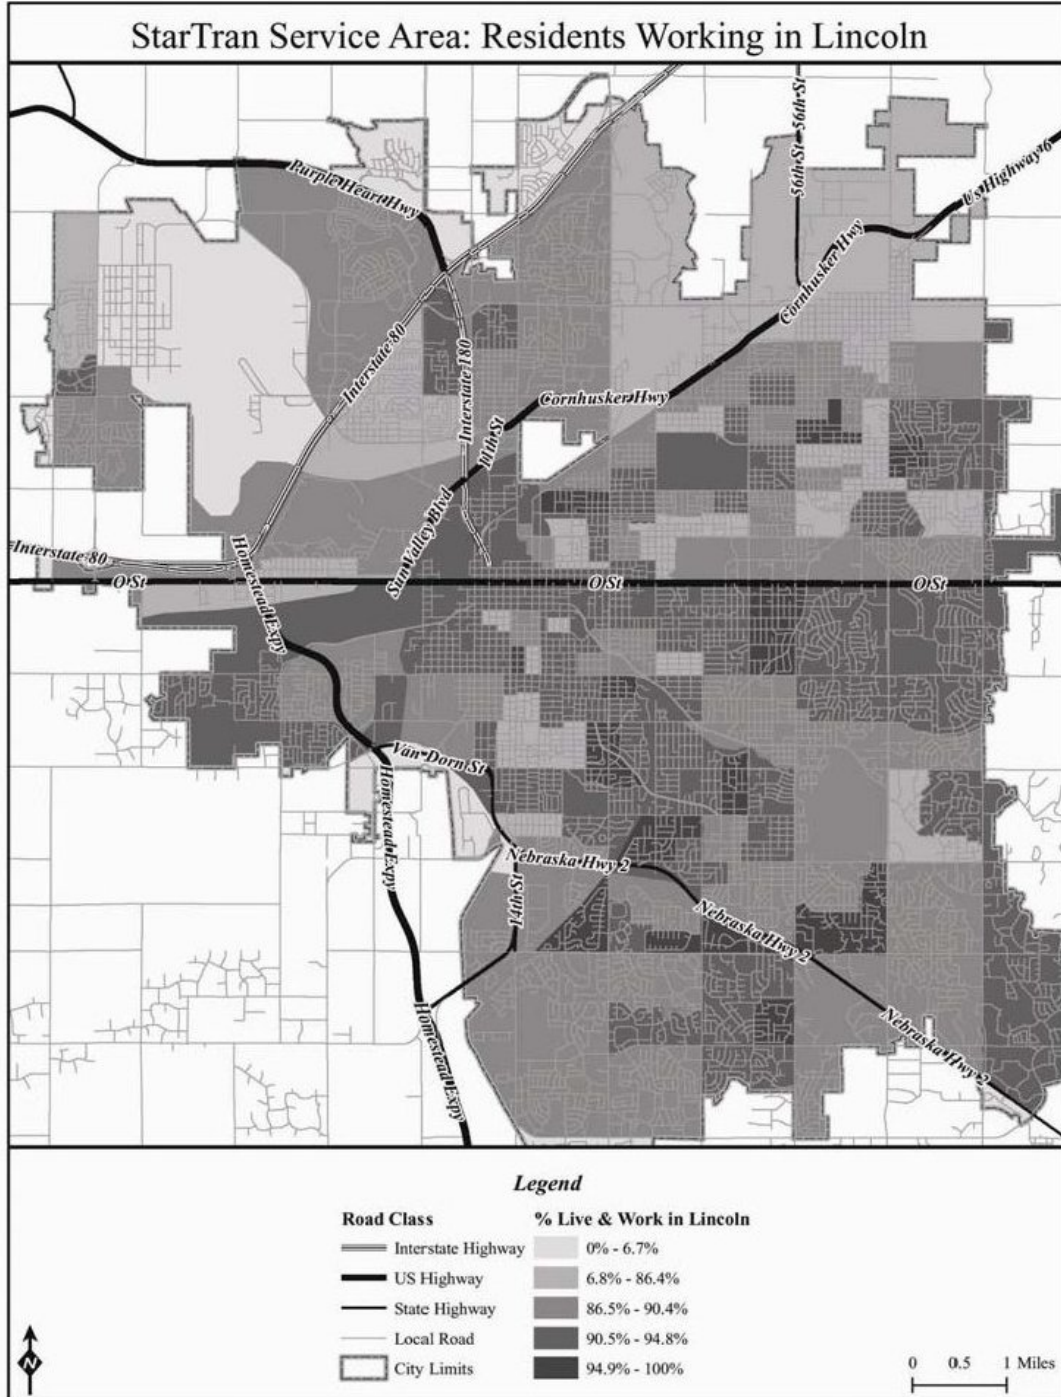 StarTran Service Area: Residents Working in Lincoln
56th St
56th St
Us Highway 6
Purple Heart Hwy
Cornhusker Hwy
Interstate 80
Interstate 180
Cornhusker Hwy
14th St
Sun Valley Blvd
Interstate 80
Homestead Expy
O St
O St
O St
Van Dorn St
Homestead Expy
Nebraska Hwy 2
14th St
Nebraska Hwy 2
Homestead Expy
Nebraska Hwy 2
Legend
Road Class
% Live & Work in Lincoln
Interstate Highway
0% - 6.7%
US Highway
6.8% - 86.4%
State Highway
86.5% - 90.4%
Local Road
90.5% - 94.8%
City Limits
94.9% - 100%
N
0 0.5 1 Miles